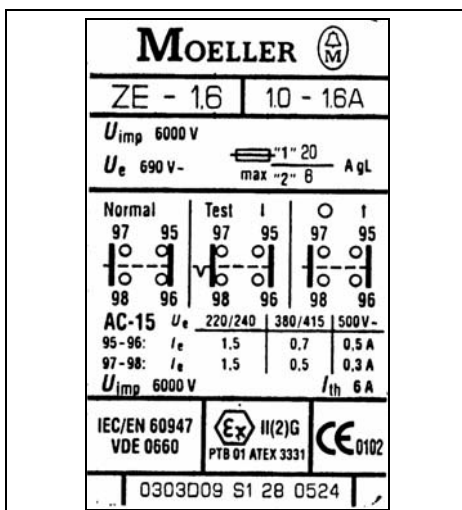 MOELLER
ZE - 1.6 1.0 - 1.6A
Uimp 6000 V
Ue 690 V~ max "1" 20 "2" 6 A gL
Normal Test ↓ O ↑
97 95 97 95 97 95
98 96 98 96 98 96
AC-15 Ue 220/240 380/415 500V~
95-96: Ie 1.5 0,7 0,5 A
97-98: Ie 1.5 0,5 0,3 A
Uimp 6000 V Ith 6A
IEC/EN 60947
VDE 0660
Ex II(2)G
PTB 01 ATEX 3331
CE 0102
0303D09 S1 28 0524